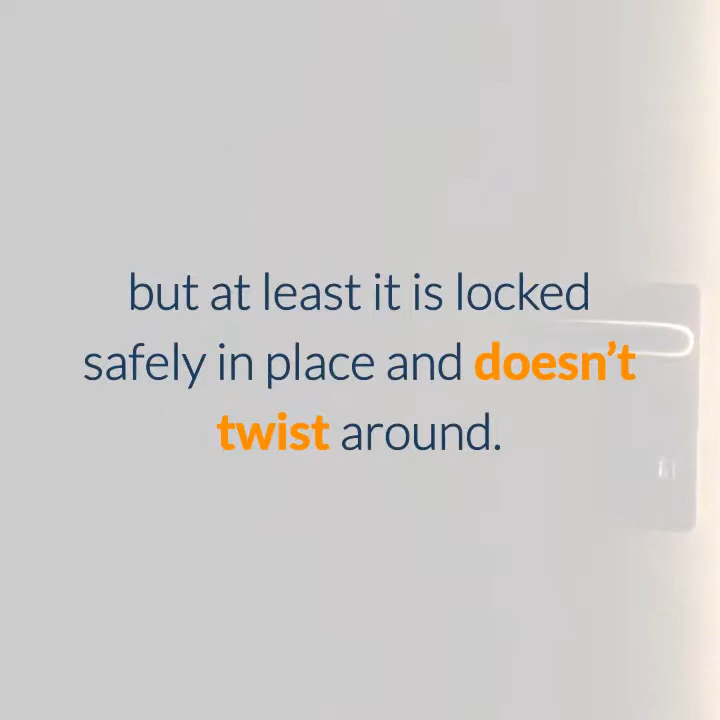 but at least it is locked
safely in place and doesn’t
twist around.